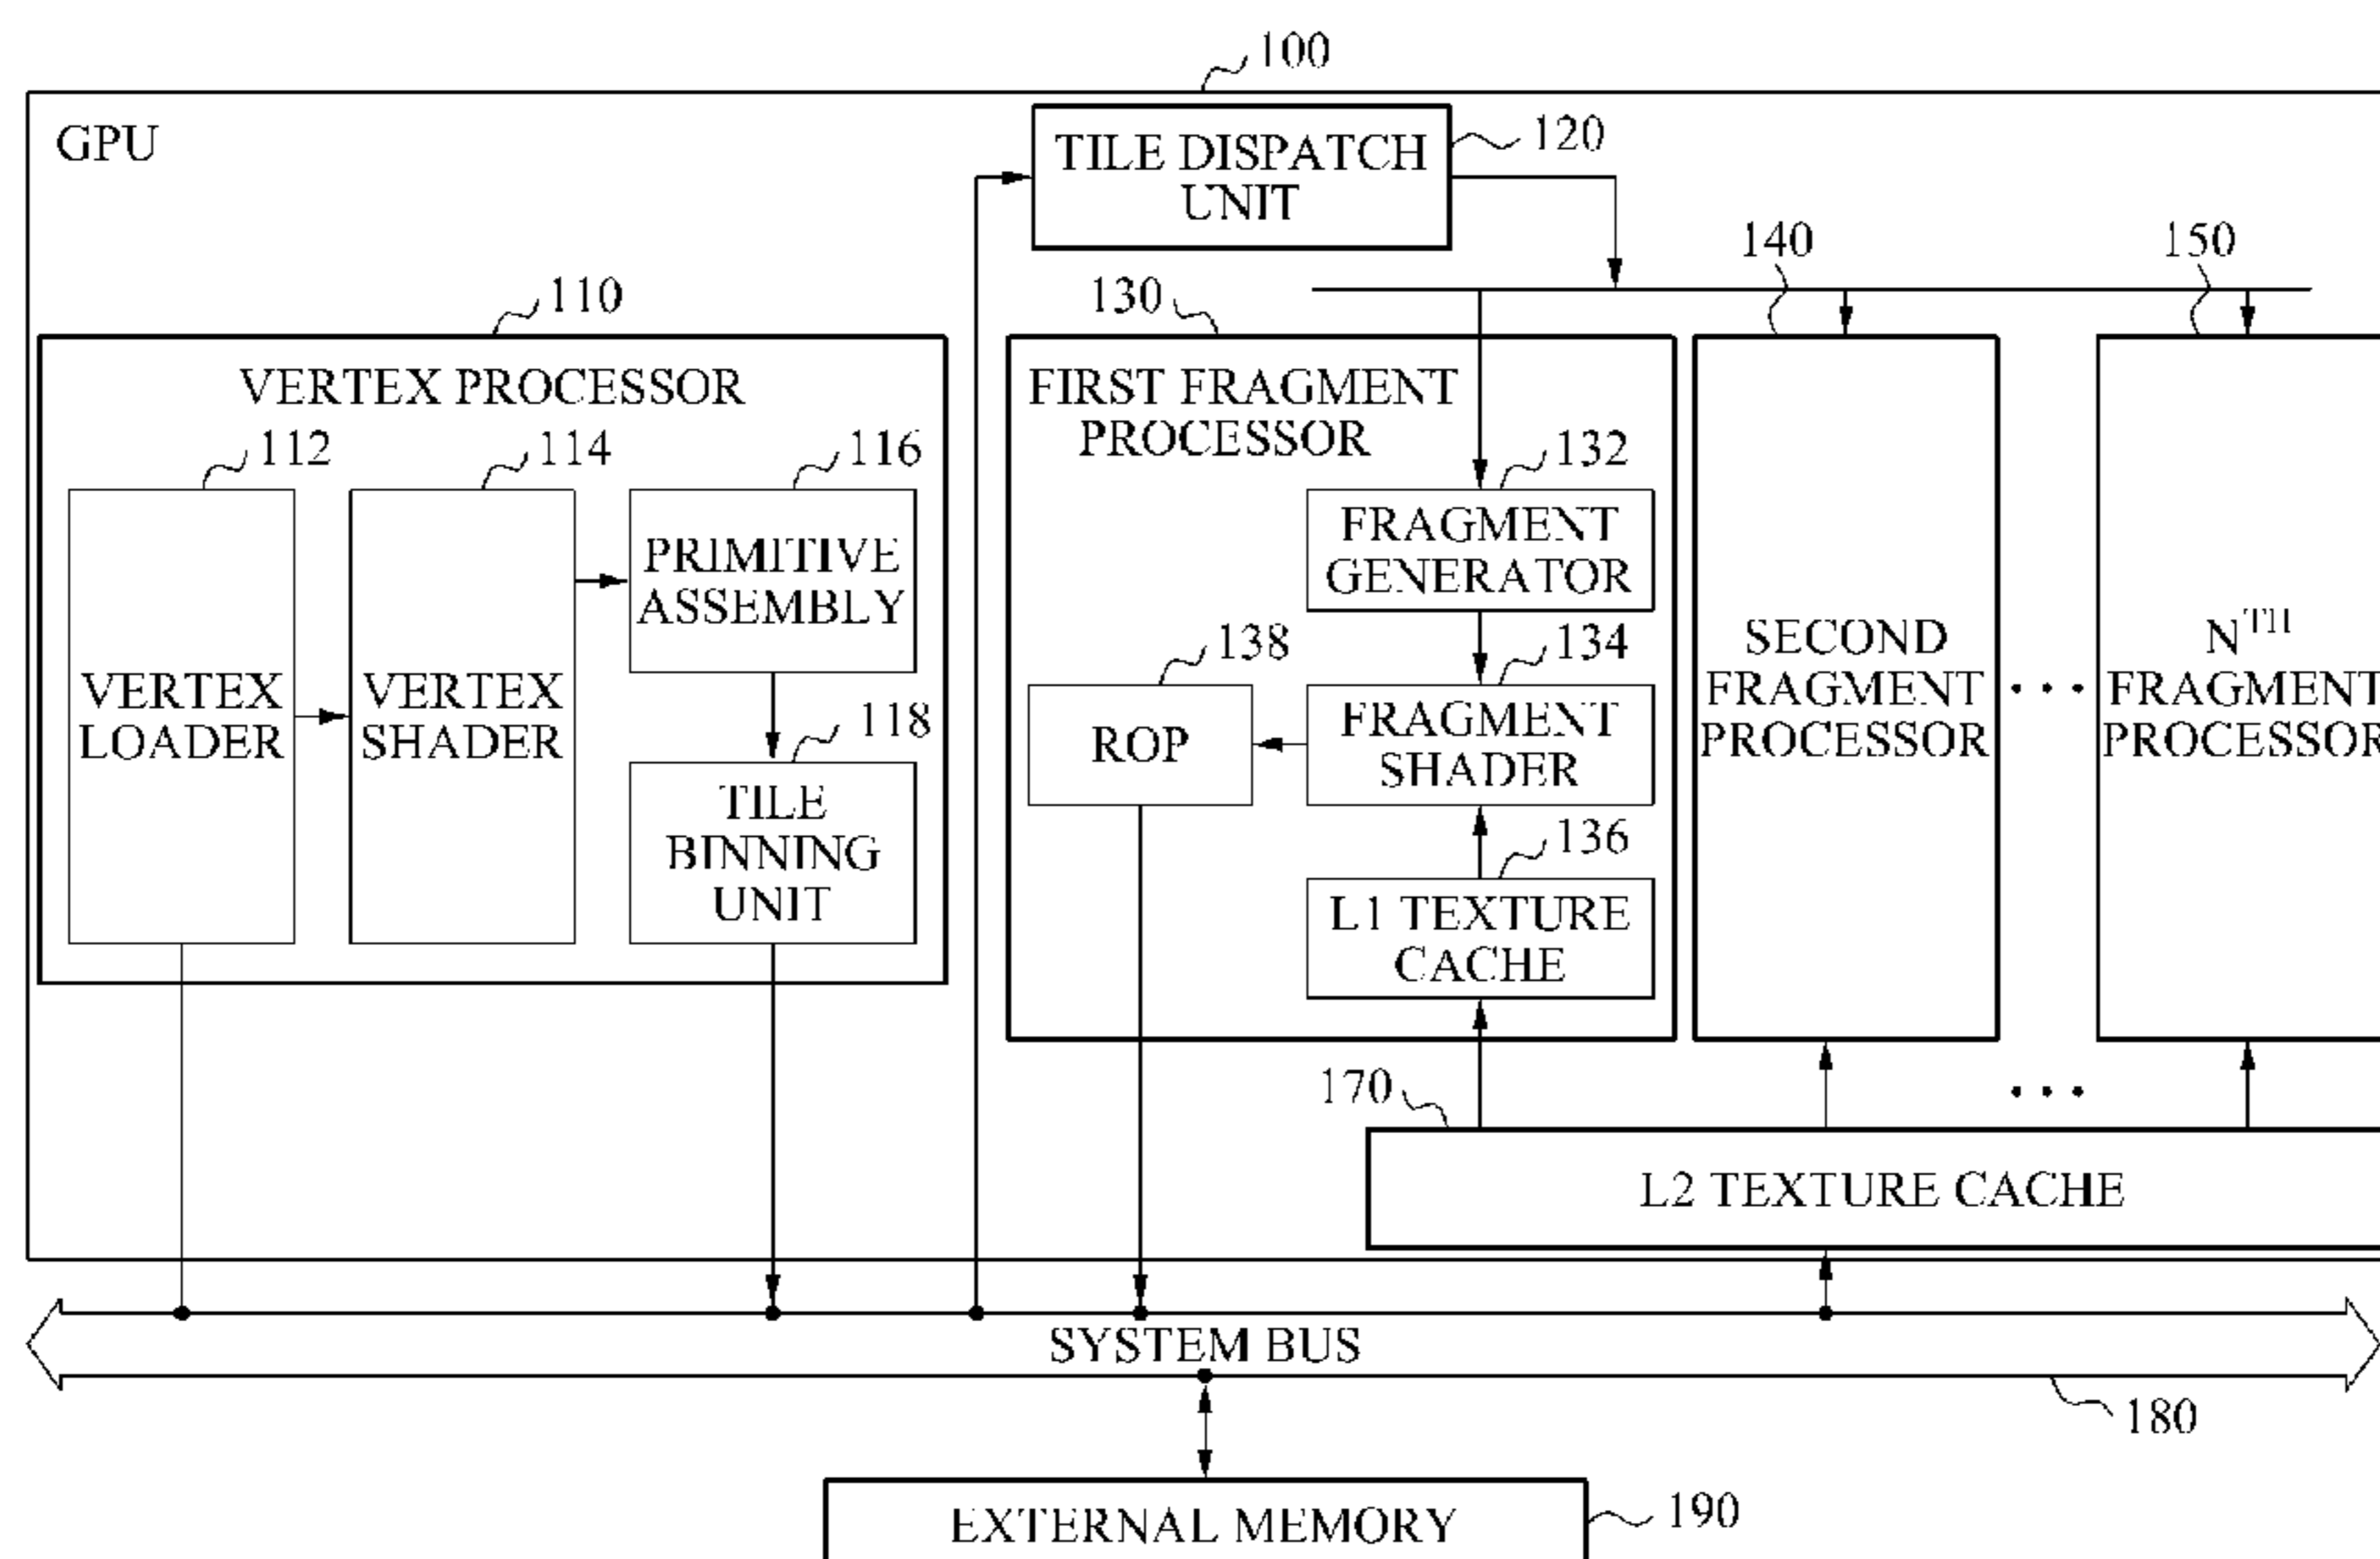 100
GPU
TILE DISPATCH
UNIT
120
110
130
140
150
VERTEX PROCESSOR
112
114
116
VERTEX
LOADER
VERTEX
SHADER
PRIMITIVE
ASSEMBLY
118
TILE
BINNING
UNIT
FIRST FRAGMENT
PROCESSOR
132
FRAGMENT
GENERATOR
138
134
ROP
FRAGMENT
SHADER
136
L1 TEXTURE
CACHE
SECOND
FRAGMENT
PROCESSOR
• • •
N^TH
FRAGMENT
PROCESSOR
• • •
170
L2 TEXTURE CACHE
SYSTEM BUS
180
EXTERNAL MEMORY
190